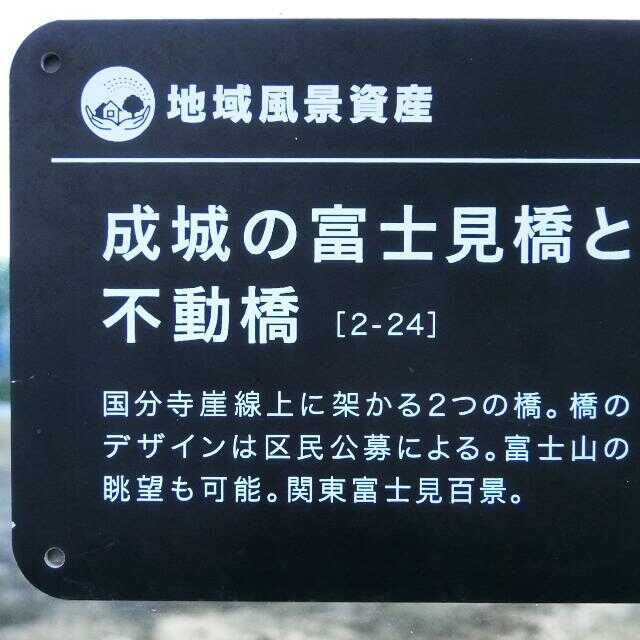 地域風景資産
成城の富士見橋と
不動橋 [2-24]
国分寺崖線上に架かる2つの橋。橋の
デザインは区民公募による。富士山の
眺望も可能。関東富士見百景。